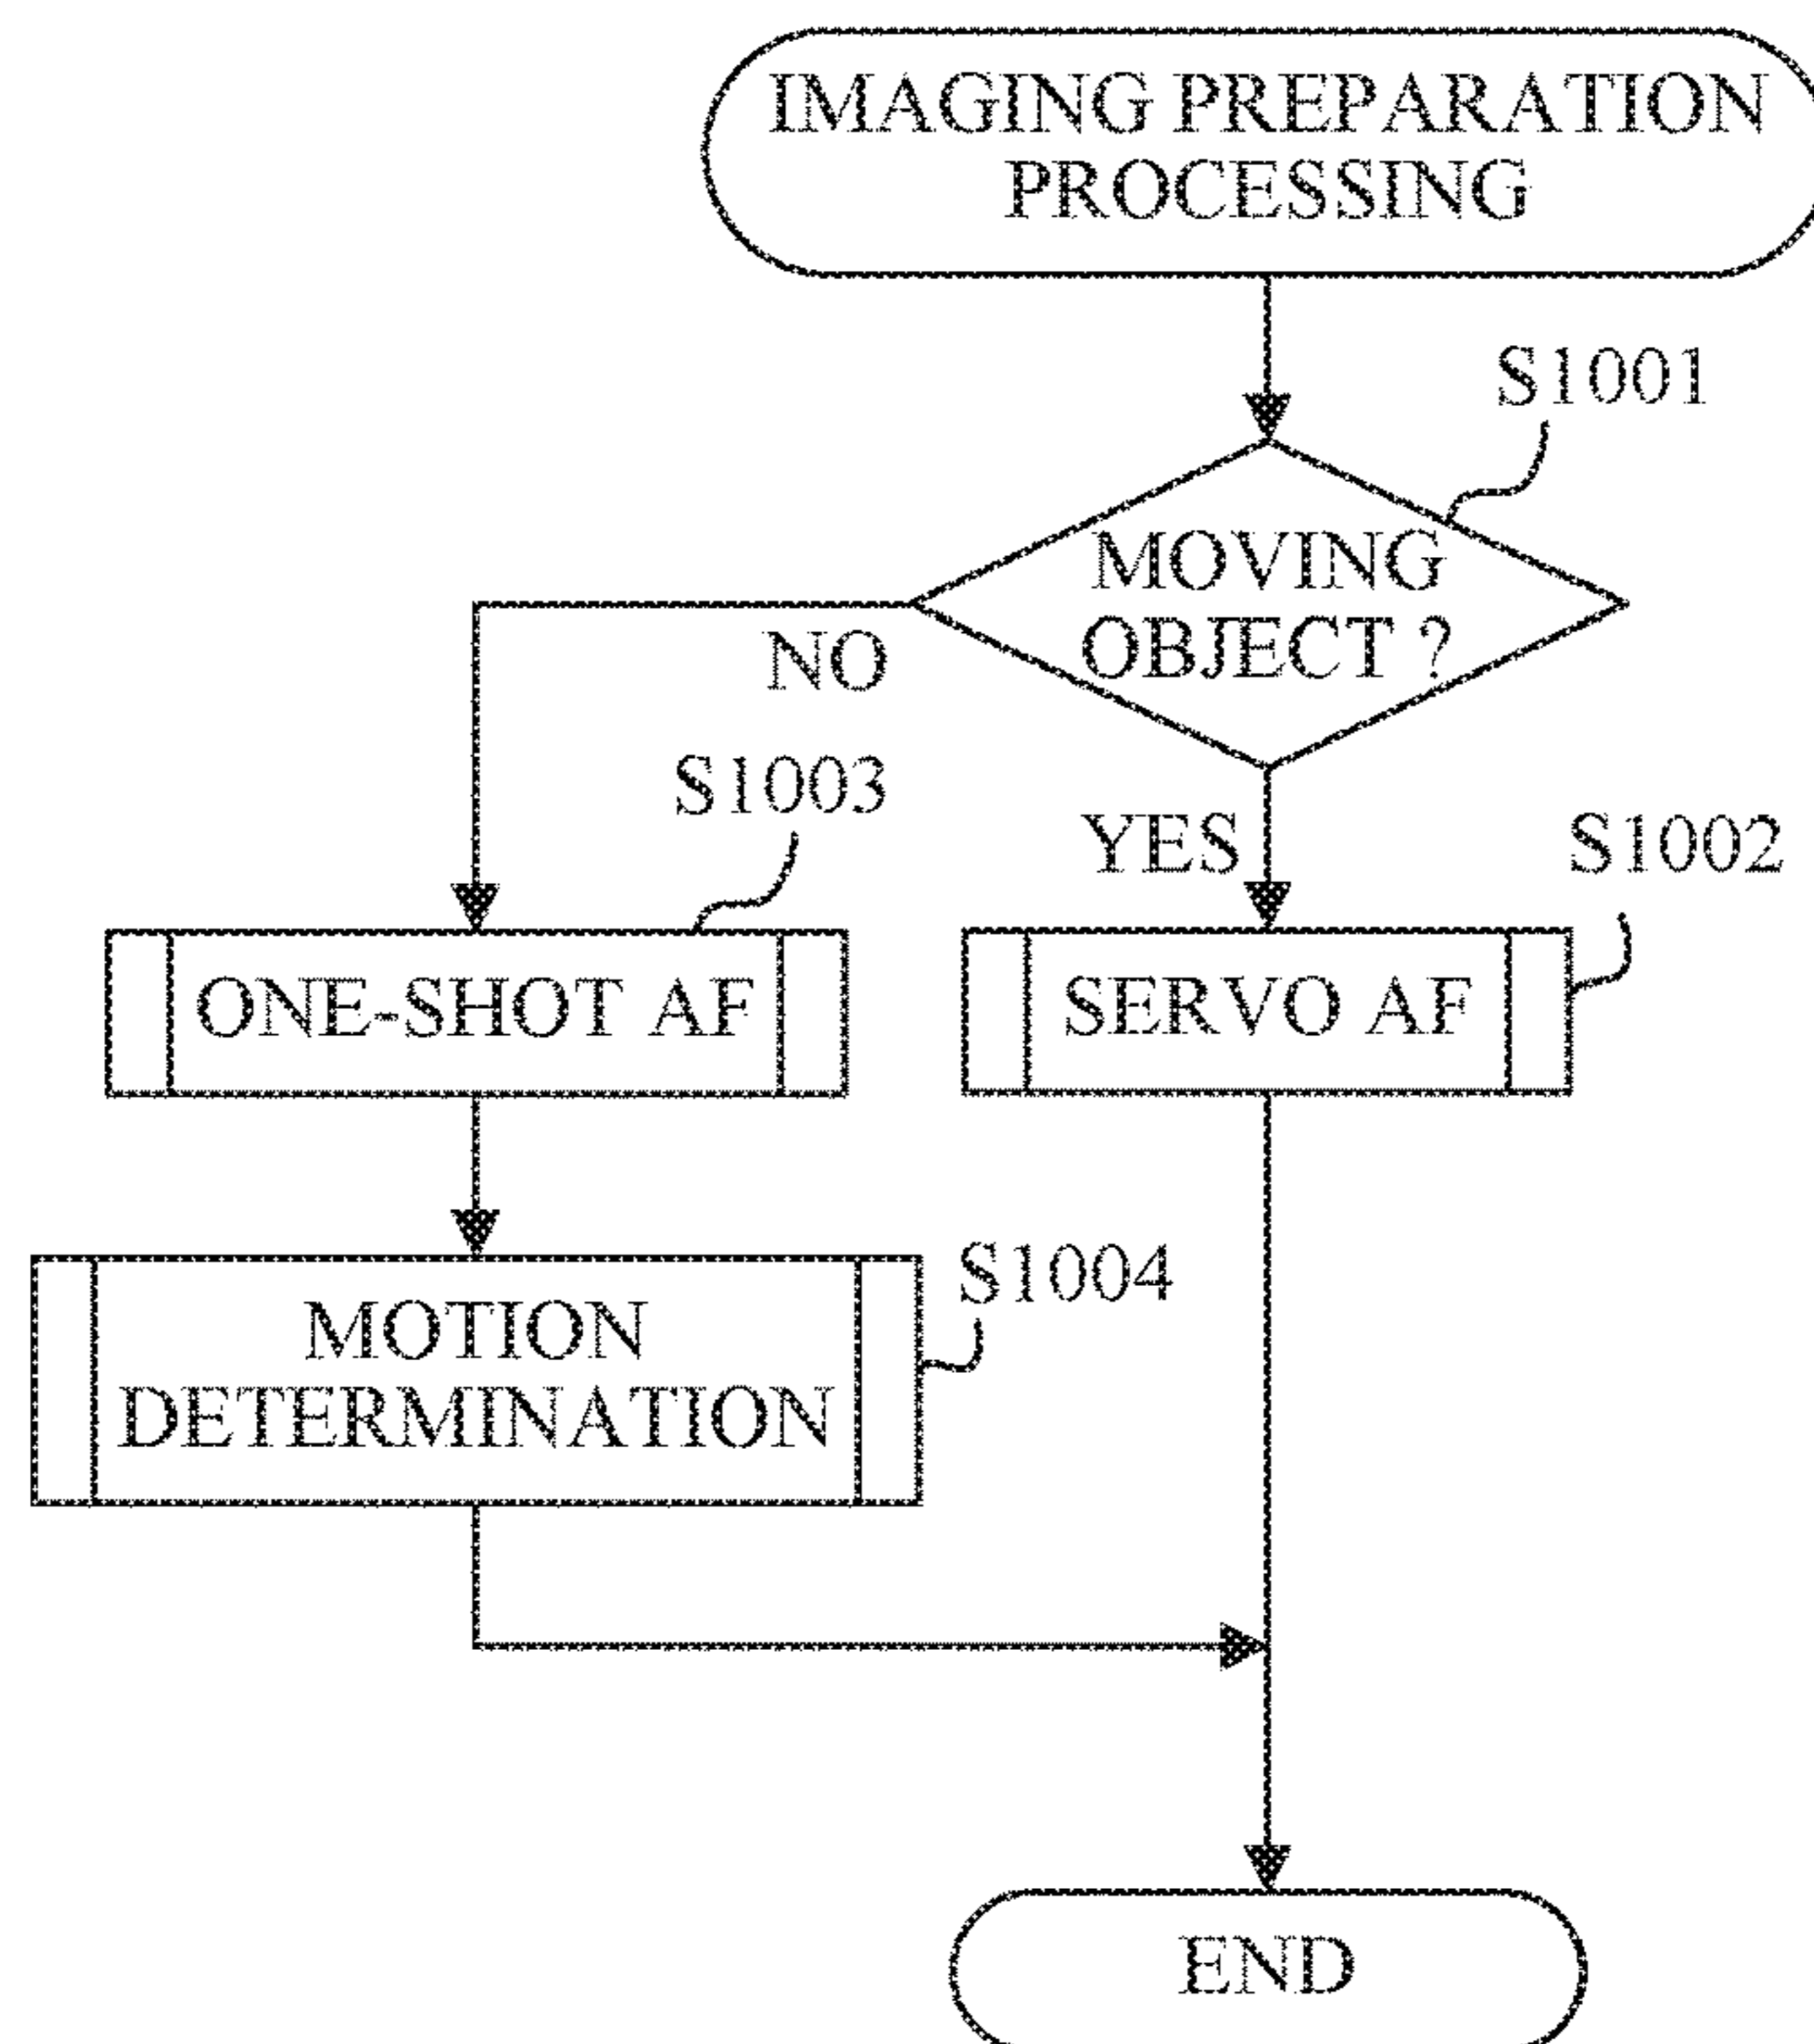 IMAGING PREPARATION
PROCESSING
S1001
MOVING
OBJECT ?
NO
YES
S1003
S1002
ONE-SHOT AF
SERVO AF
S1004
MOTION
DETERMINATION
END